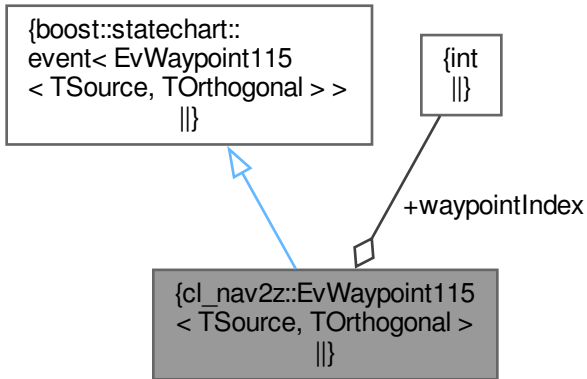 {boost::statechart::
event< EvWaypoint115
< TSource, TOrthogonal > >
||}
{int
||}
+waypointIndex
{cl_nav2z::EvWaypoint115
< TSource, TOrthogonal >
||}